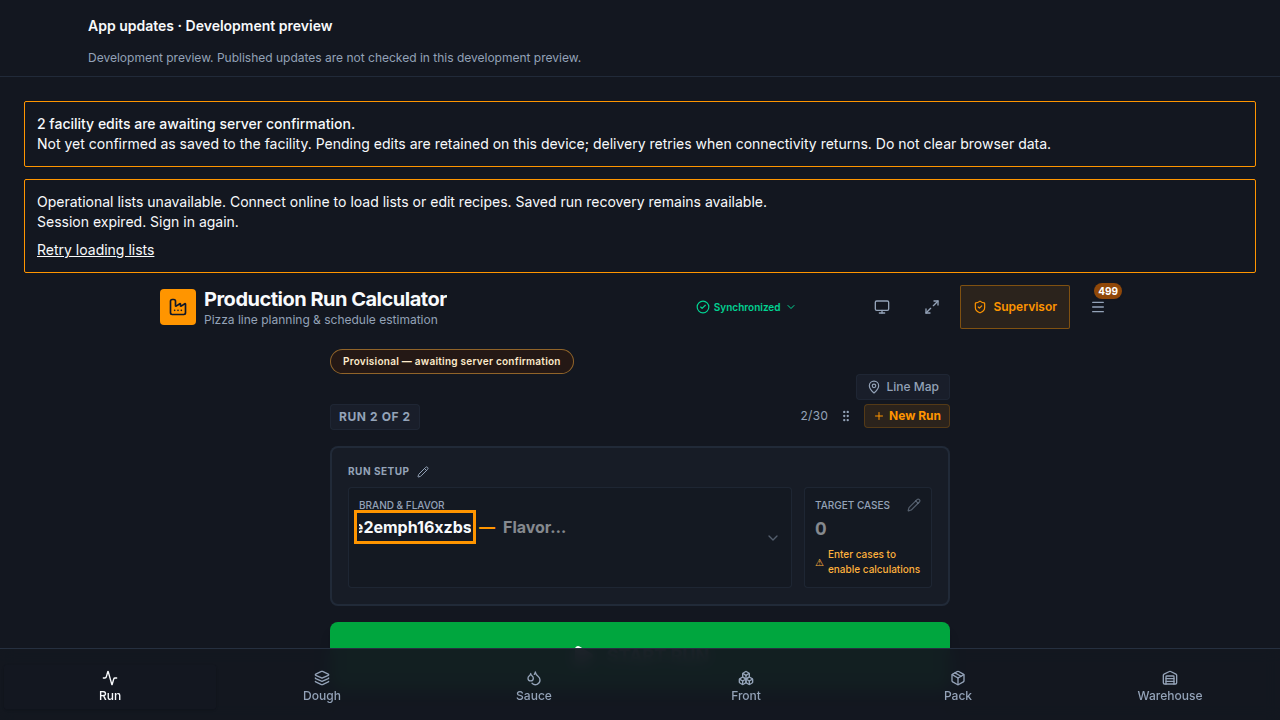 App updates · Development preview
Development preview. Published updates are not checked in this development preview.
2 facility edits are awaiting server confirmation.
Not yet confirmed as saved to the facility. Pending edits are retained on this device; delivery retries when connectivity returns. Do not clear browser data.
Operational lists unavailable. Connect online to load lists or edit recipes. Saved run recovery remains available.
Session expired. Sign in again.
Retry loading lists
Production Run Calculator
Pizza line planning & schedule estimation
Synchronized
Supervisor
499
Provisional — awaiting server confirmation
Line Map
RUN 2 OF 2
2/30
New Run
RUN SETUP
BRAND & FLAVOR
e2emph16xzbs — Flavor...
TARGET CASES
0
Enter cases to
enable calculations
Run
Dough
Sauce
Front
Pack
Warehouse